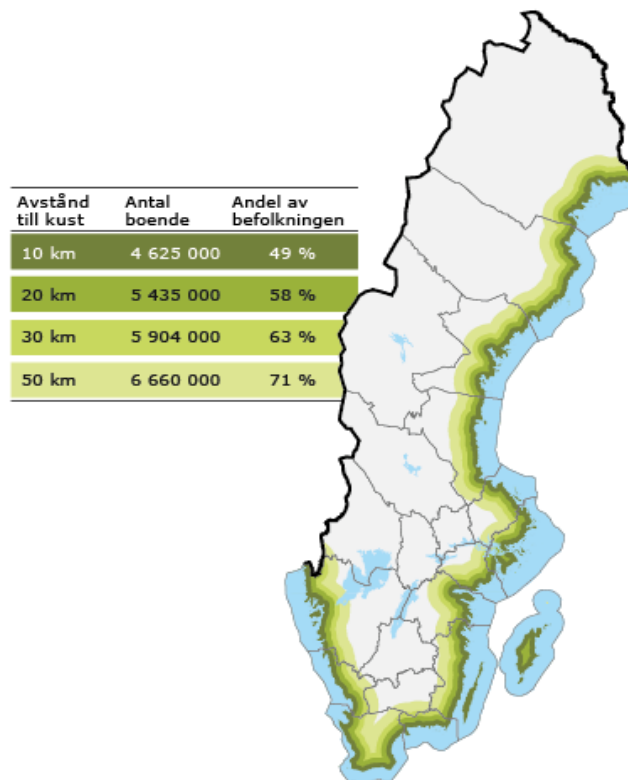 Avstånd till kust Antal boende Andel av befolkningen
10 km 4 625 000 49 %
20 km 5 435 000 58 %
30 km 5 904 000 63 %
50 km 6 660 000 71 %